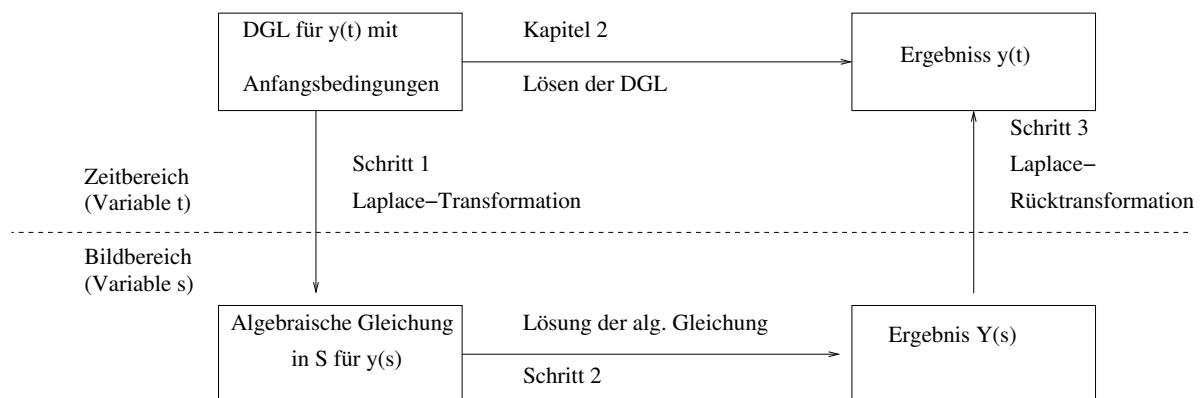 DGL für y(t) mit
Anfangsbedingungen
Kapitel 2
Lösen der DGL
Ergebniss y(t)
Schritt 1
Laplace−Transformation
Schritt 3
Laplace−
Rücktransformation
Zeitbereich
(Variable t)
Bildbereich
(Variable s)
Algebraische Gleichung
in S für y(s)
Lösung der alg. Gleichung
Schritt 2
Ergebnis Y(s)